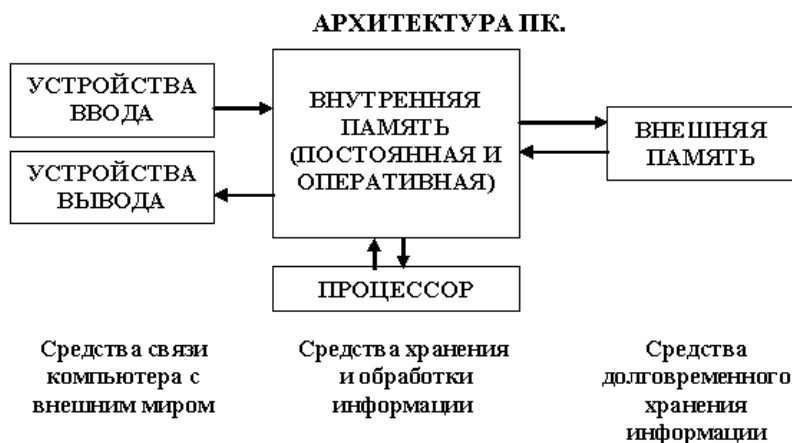 АРХИТЕКТУРА ПК.
УСТРОЙСТВА
ВВОДА
УСТРОЙСТВА
ВЫВОДА
ВНУТРЕННЯЯ
ПАМЯТЬ
(ПОСТОЯННАЯ И
ОПЕРАТИВНАЯ)
ВНЕШНЯЯ
ПАМЯТЬ
ПРОЦЕССОР
Средства связи
компьютера с
внешним миром
Средства хранения
и обработки
информации
Средства
долговременного
хранения
информации